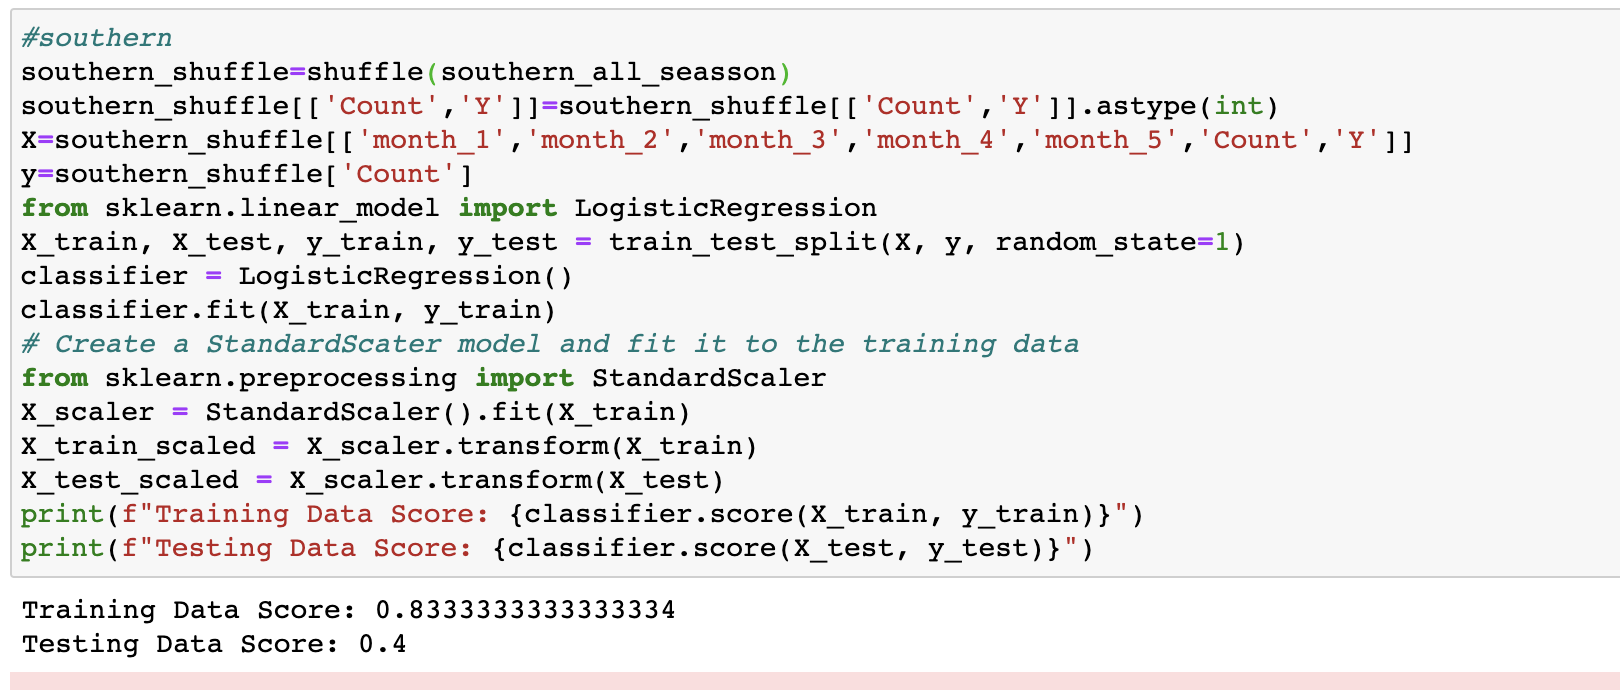 #southern
southern_shuffle=shuffle(southern_all_seasson)
southern_shuffle[['Count','Y']]=southern_shuffle[['Count','Y']].astype(int)
X=southern_shuffle[['month_1','month_2','month_3','month_4','month_5','Count','Y']]
y=southern_shuffle['Count']
from sklearn.linear_model import LogisticRegression
X_train, X_test, y_train, y_test = train_test_split(X, y, random_state=1)
classifier = LogisticRegression()
classifier.fit(X_train, y_train)
# Create a StandardScater model and fit it to the training data
from sklearn.preprocessing import StandardScaler
X_scaler = StandardScaler().fit(X_train)
X_train_scaled = X_scaler.transform(X_train)
X_test_scaled = X_scaler.transform(X_test)
print(f"Training Data Score: {classifier.score(X_train, y_train)}")
print(f"Testing Data Score: {classifier.score(X_test, y_test)}")
Training Data Score: 0.8333333333333334
Testing Data Score: 0.4